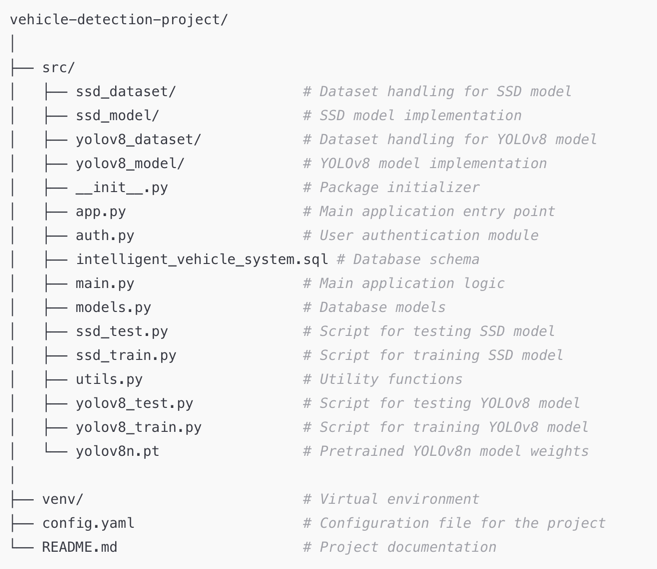 vehicle-detection-project/
│
├── src/
│   ├── ssd_dataset/               # Dataset handling for SSD model
│   ├── ssd_model/                 # SSD model implementation
│   ├── yolov8_dataset/            # Dataset handling for YOLOv8 model
│   ├── yolov8_model/              # YOLOv8 model implementation
│   ├── __init__.py                # Package initializer
│   ├── app.py                     # Main application entry point
│   ├── auth.py                    # User authentication module
│   ├── intelligent_vehicle_system.sql # Database schema
│   ├── main.py                    # Main application logic
│   ├── models.py                  # Database models
│   ├── ssd_test.py                # Script for testing SSD model
│   ├── ssd_train.py               # Script for training SSD model
│   ├── utils.py                   # Utility functions
│   ├── yolov8_test.py             # Script for testing YOLOv8 model
│   ├── yolov8_train.py            # Script for training YOLOv8 model
│   └── yolov8n.pt                 # Pretrained YOLOv8n model weights
│
├── venv/                          # Virtual environment
├── config.yaml                    # Configuration file for the project
└── README.md                      # Project documentation